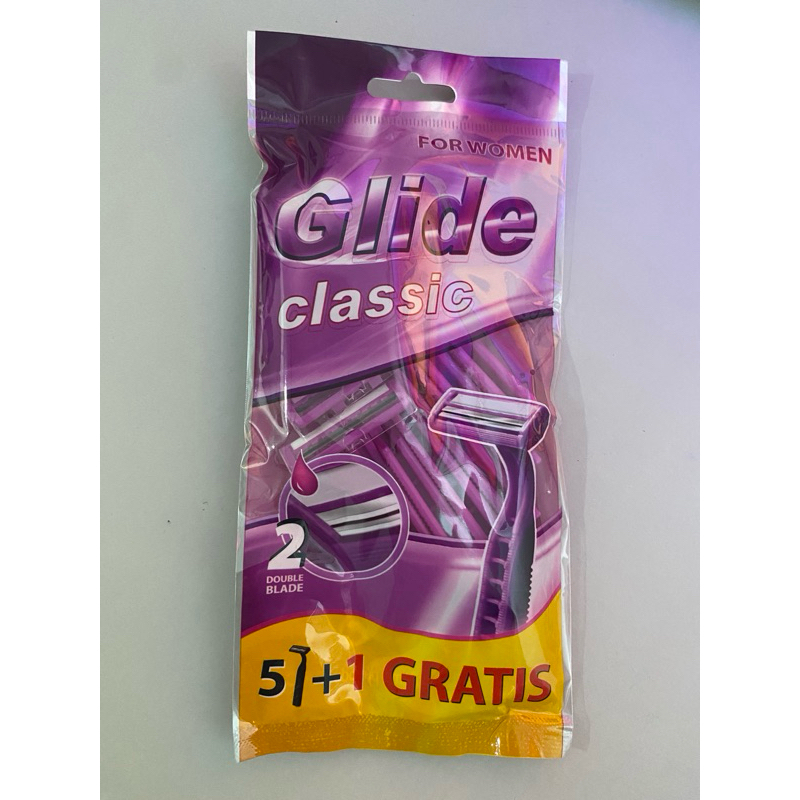 FOR WOMEN
Glide
classic
2
DOUBLE
BLADE
5+1 GRATIS